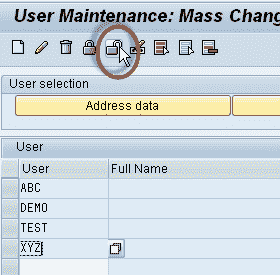 User Maintenance: Mass Chang
User selection
Address data
User
User Full Name
ABC
DEMO
TEST
XYZ